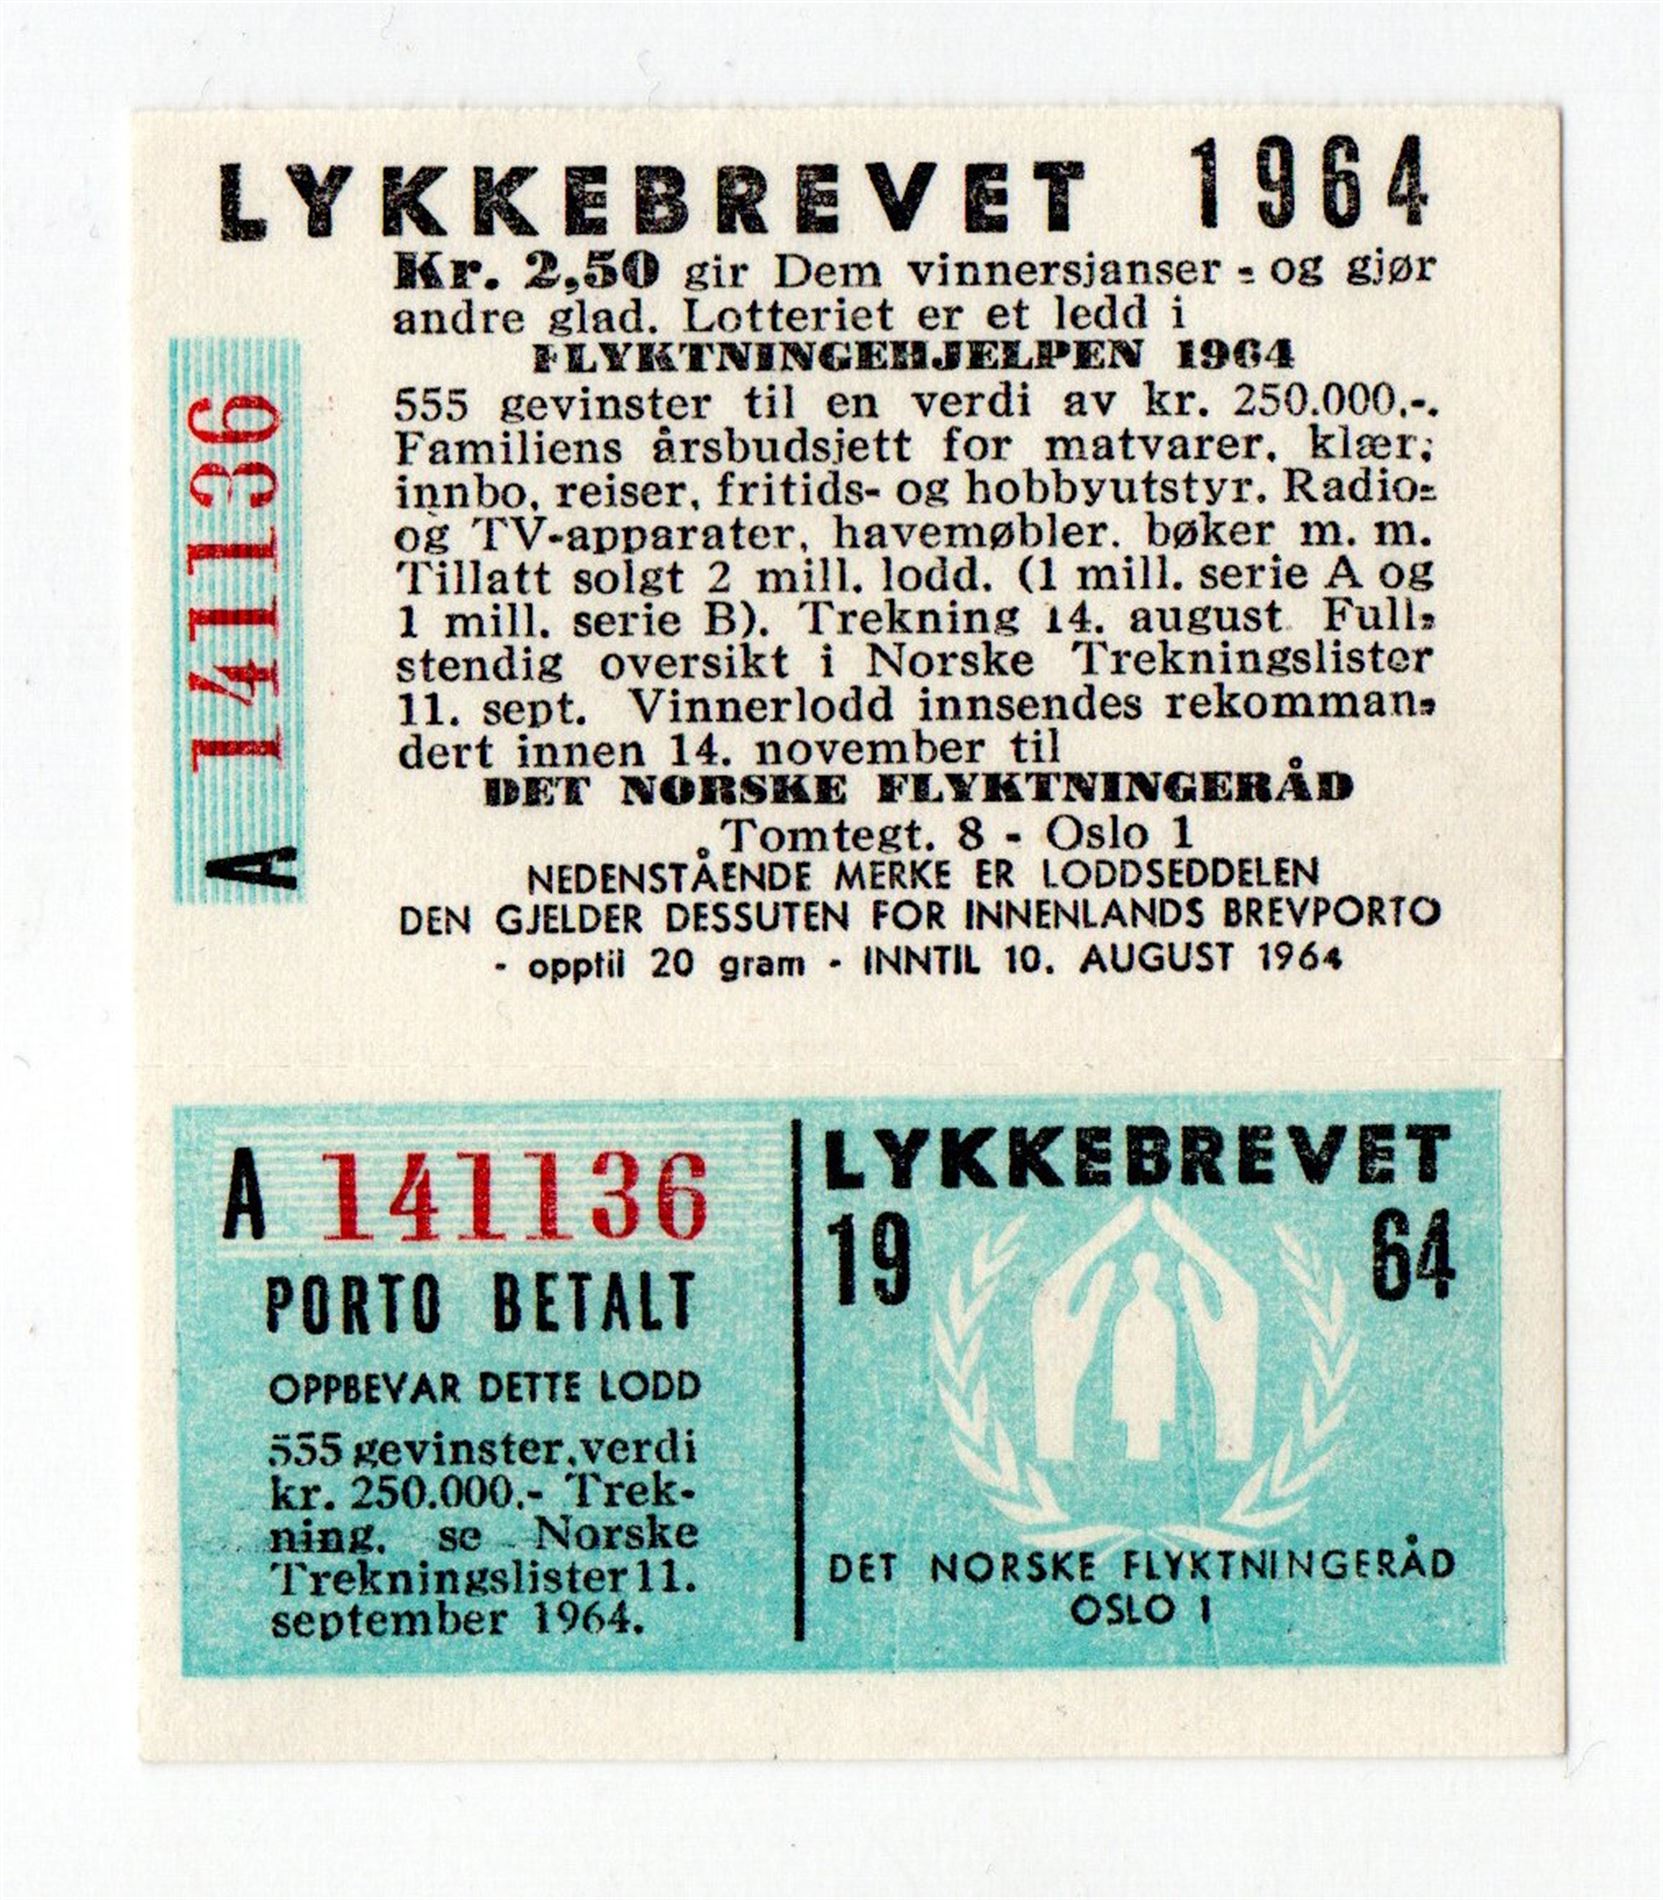 LYKKEBREVET 1964
Kr. 2,50 gir Dem vinnersjanser - og gjør
andre glad. Lotteriet er et ledd i
FLYKTNINGEHJELPEN 1964
555 gevinster til en verdi av kr. 250.000.-.
Familiens årsbudsjett for matvarer, klær,
innbo, reiser, fritids- og hobbyutstyr. Radio-
og TV-apparater, havemøbler. bøker m. m.
Tillatt solgt 2 mill. lodd. (1 mill. serie A og
1 mill. serie B). Trekning 14. august Full-
stendig oversikt i Norske Trekningslister
11. sept. Vinnerlodd innsendes rekomman-
dert innen 14. november til
DET NORSKE FLYKTNINGERÅD
Tomtegt. 8 - Oslo 1
NEDENSTÅENDE MERKE ER LODDSEDDELEN
DEN GJELDER DESSUTEN FOR INNENLANDS BREVPORTO
- opptil 20 gram - INNTIL 10. AUGUST 1964
A 141136
A 141136
PORTO BETALT
OPPBEVAR DETTE LODD
555 gevinster, verdi
kr. 250.000.- Trek-
ning. se Norske
Trekningslister 11.
september 1964.
LYKKEBREVET
19 64
DET NORSKE FLYKTNINGERÅD
OSLO 1